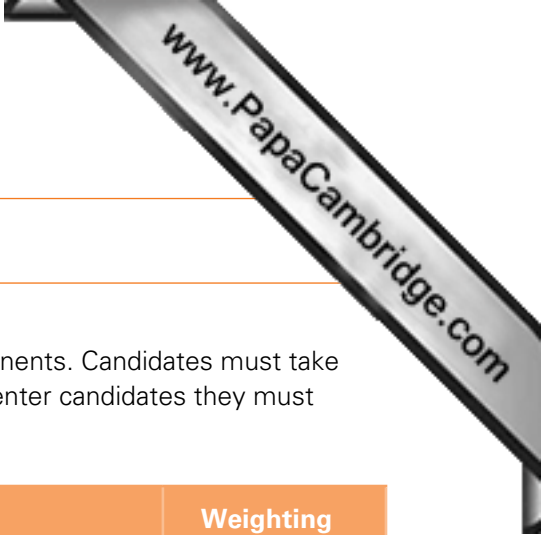 www.PapaCambridge.com
nents. Candidates must take
enter candidates they must
Weighting